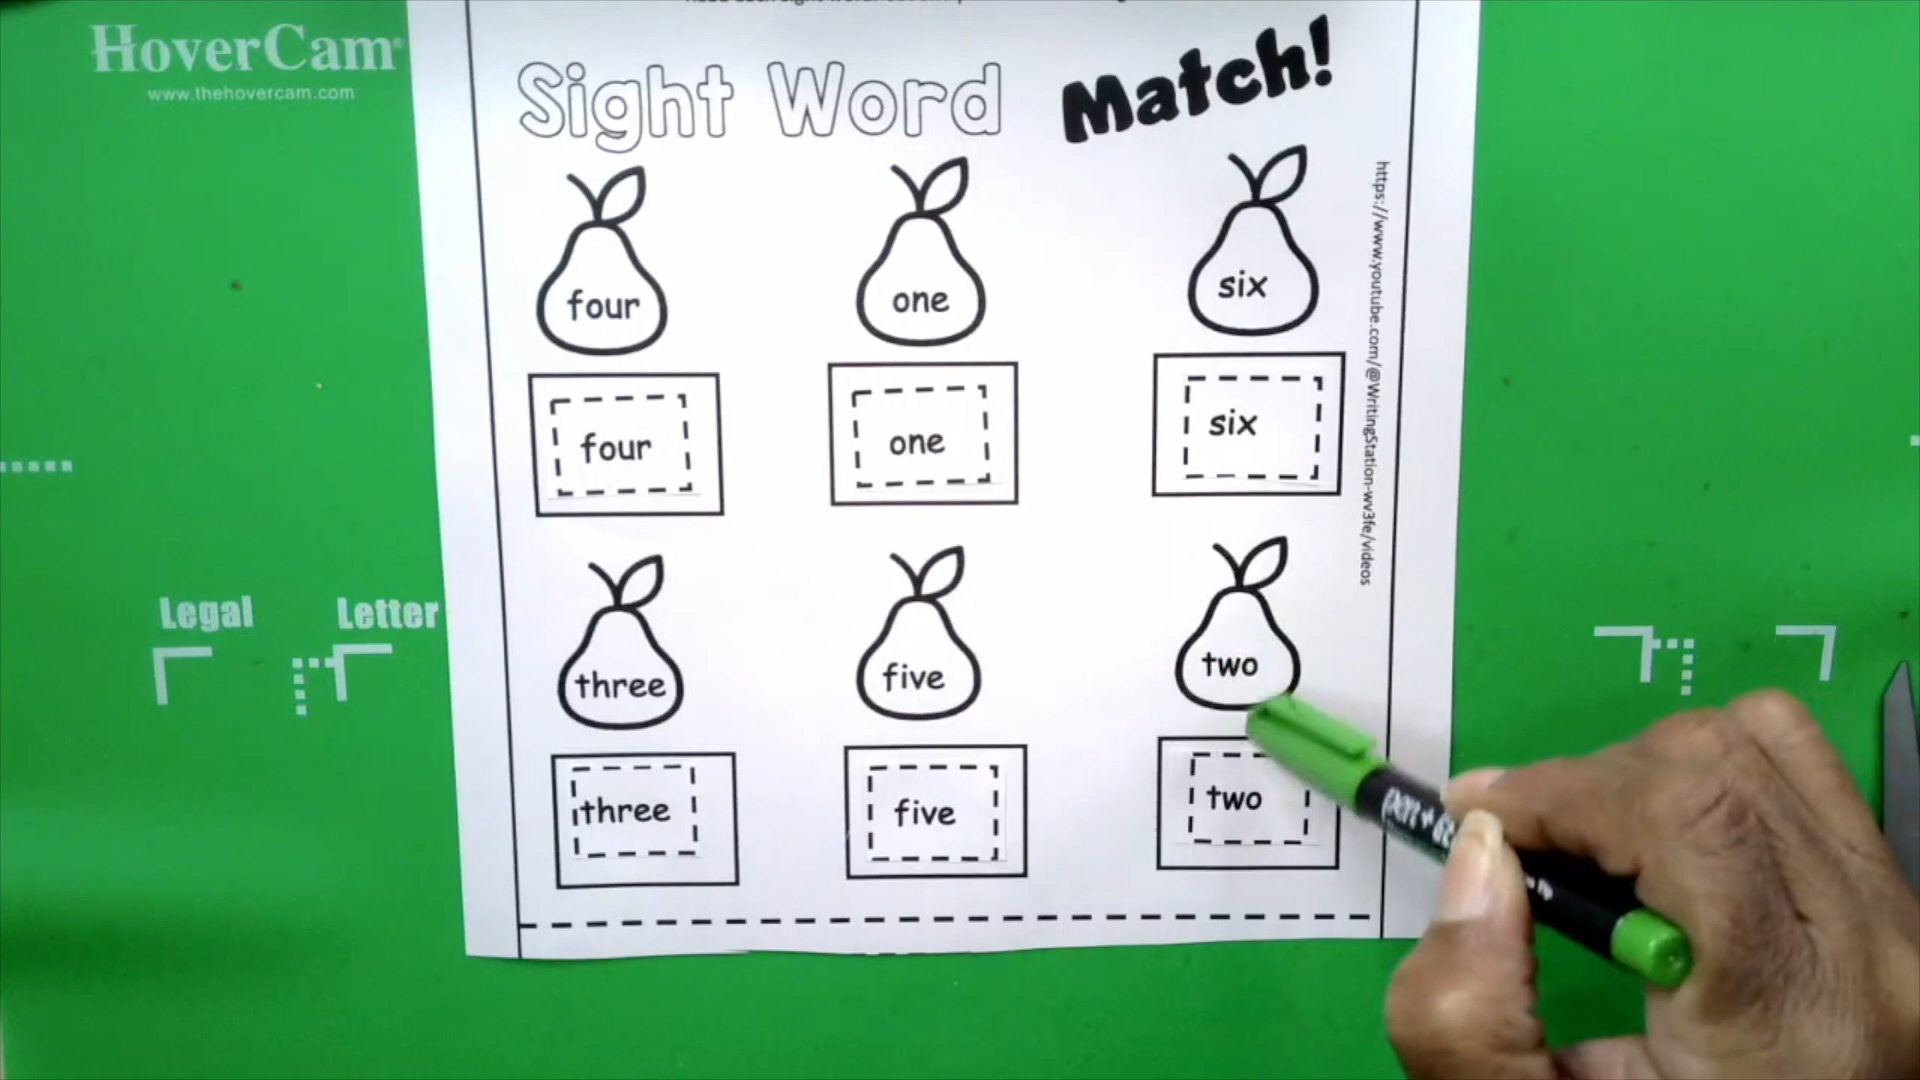 HoverCam
www.thehovercam.com
Sight Word Match!
four
one
six
four
one
six
https://www.youtube.com/@WritingStation-wv3fe/videos
Legal
Letter
three
five
two
three
five
two